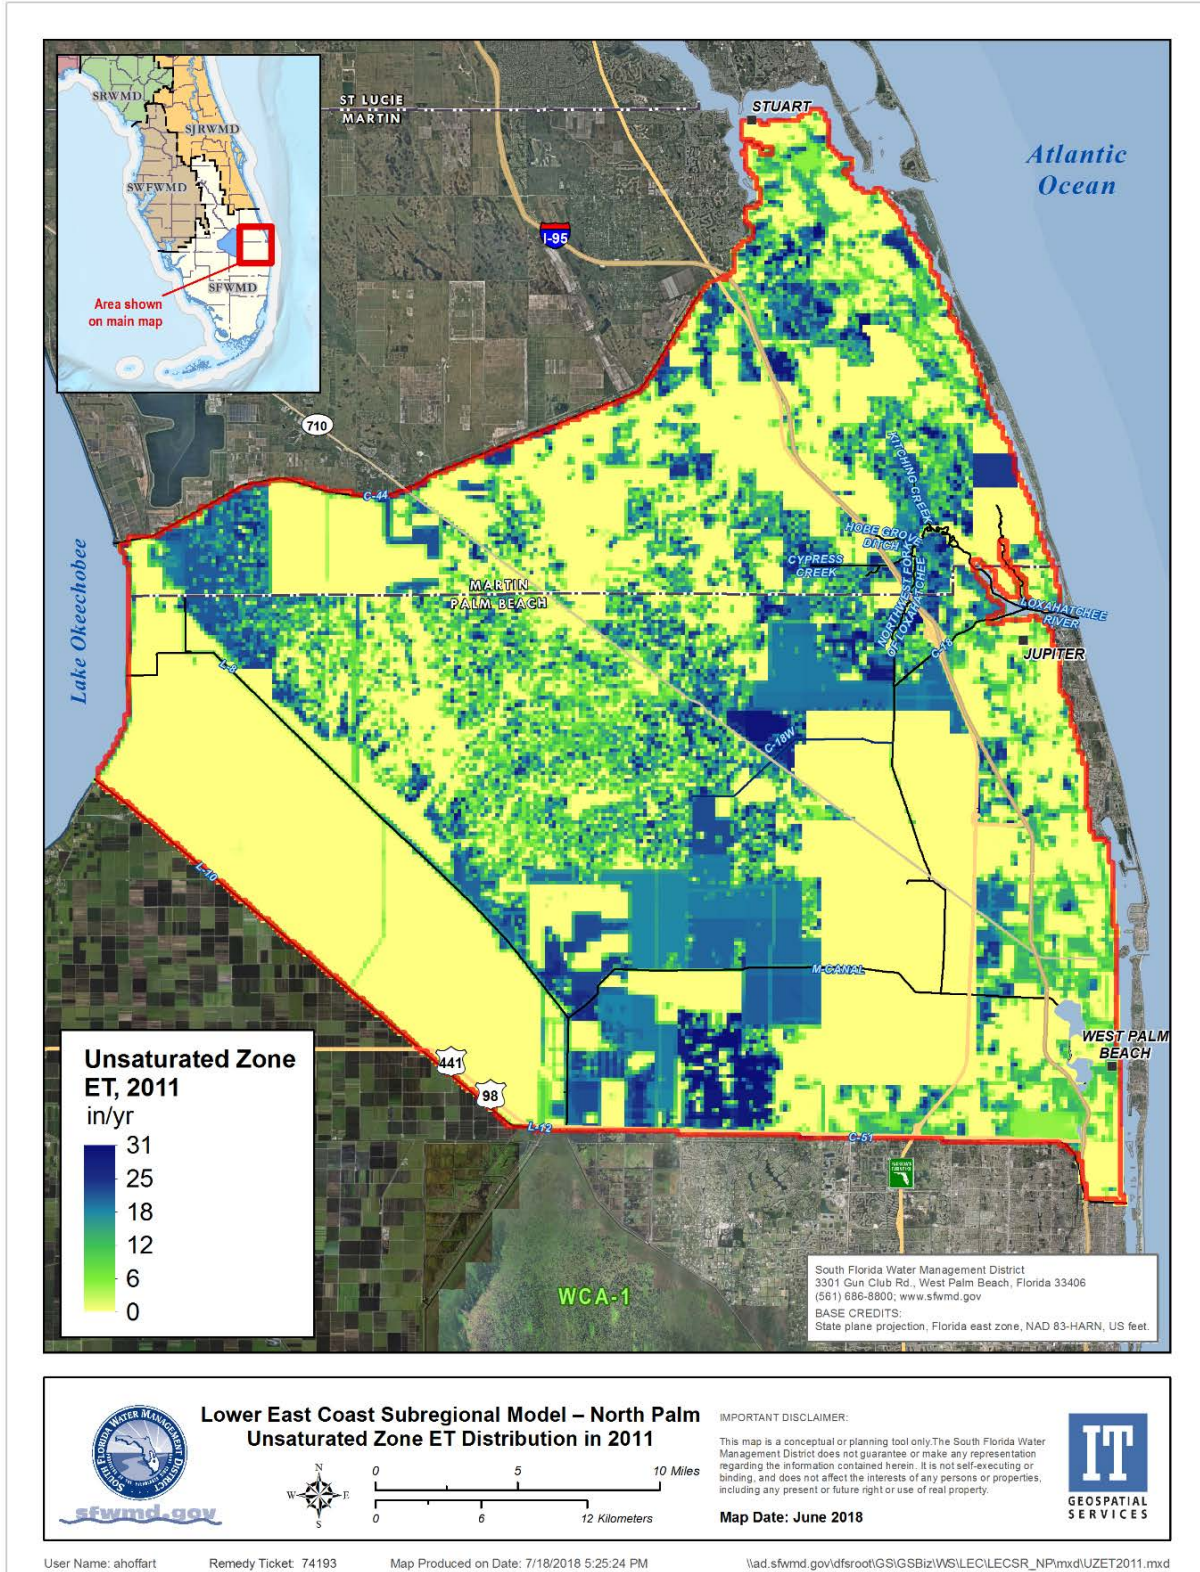 SRWMD
SJRWMD
SWFWMD
SFWMD
Area shown
on main map
ST LUCIE
MARTIN
STUART
Atlantic
Ocean
I-95
710
C-44
KITCHING CREEK
HOBE GROVE
DITCH
CYPRESS
CREEK
NORTHWEST FORK
OF LOXAHATCHEE
MARTIN
PALM BEACH
LOXAHATCHEE
RIVER
Lake Okeechobee
C-18
JUPITER
L-8
C-18W
L-10
M-CANAL
WEST PALM
BEACH
441
98
L-12
C-51
WCA-1
Unsaturated Zone
ET, 2011
in/yr
31
25
18
12
6
0
South Florida Water Management District
3301 Gun Club Rd., West Palm Beach, Florida 33406
(561) 686-8800; www.sfwmd.gov
BASE CREDITS:
State plane projection, Florida east zone, NAD 83-HARN, US feet.
SOUTH FLORIDA WATER MANAGEMENT DISTRICT
sfwmd.gov
Lower East Coast Subregional Model – North Palm
Unsaturated Zone ET Distribution in 2011
N
W E
S
0 5 10 Miles
0 6 12 Kilometers
IMPORTANT DISCLAIMER:
This map is a conceptual or planning tool only.The South Florida Water
Management District does not guarantee or make any representation
regarding the information contained herein. It is not self-executing or
binding, and does not affect the interests of any persons or properties,
including any present or future right or use of real property.
Map Date: June 2018
IT
GEOSPATIAL
SERVICES
User Name: ahoffart Remedy Ticket: 74193 Map Produced on Date: 7/18/2018 5:25:24 PM \\ad.sfwmd.gov\dfsroot\GS\GSBiz\WS\LEC\LECSR_NP\mxd\UZET2011.mxd